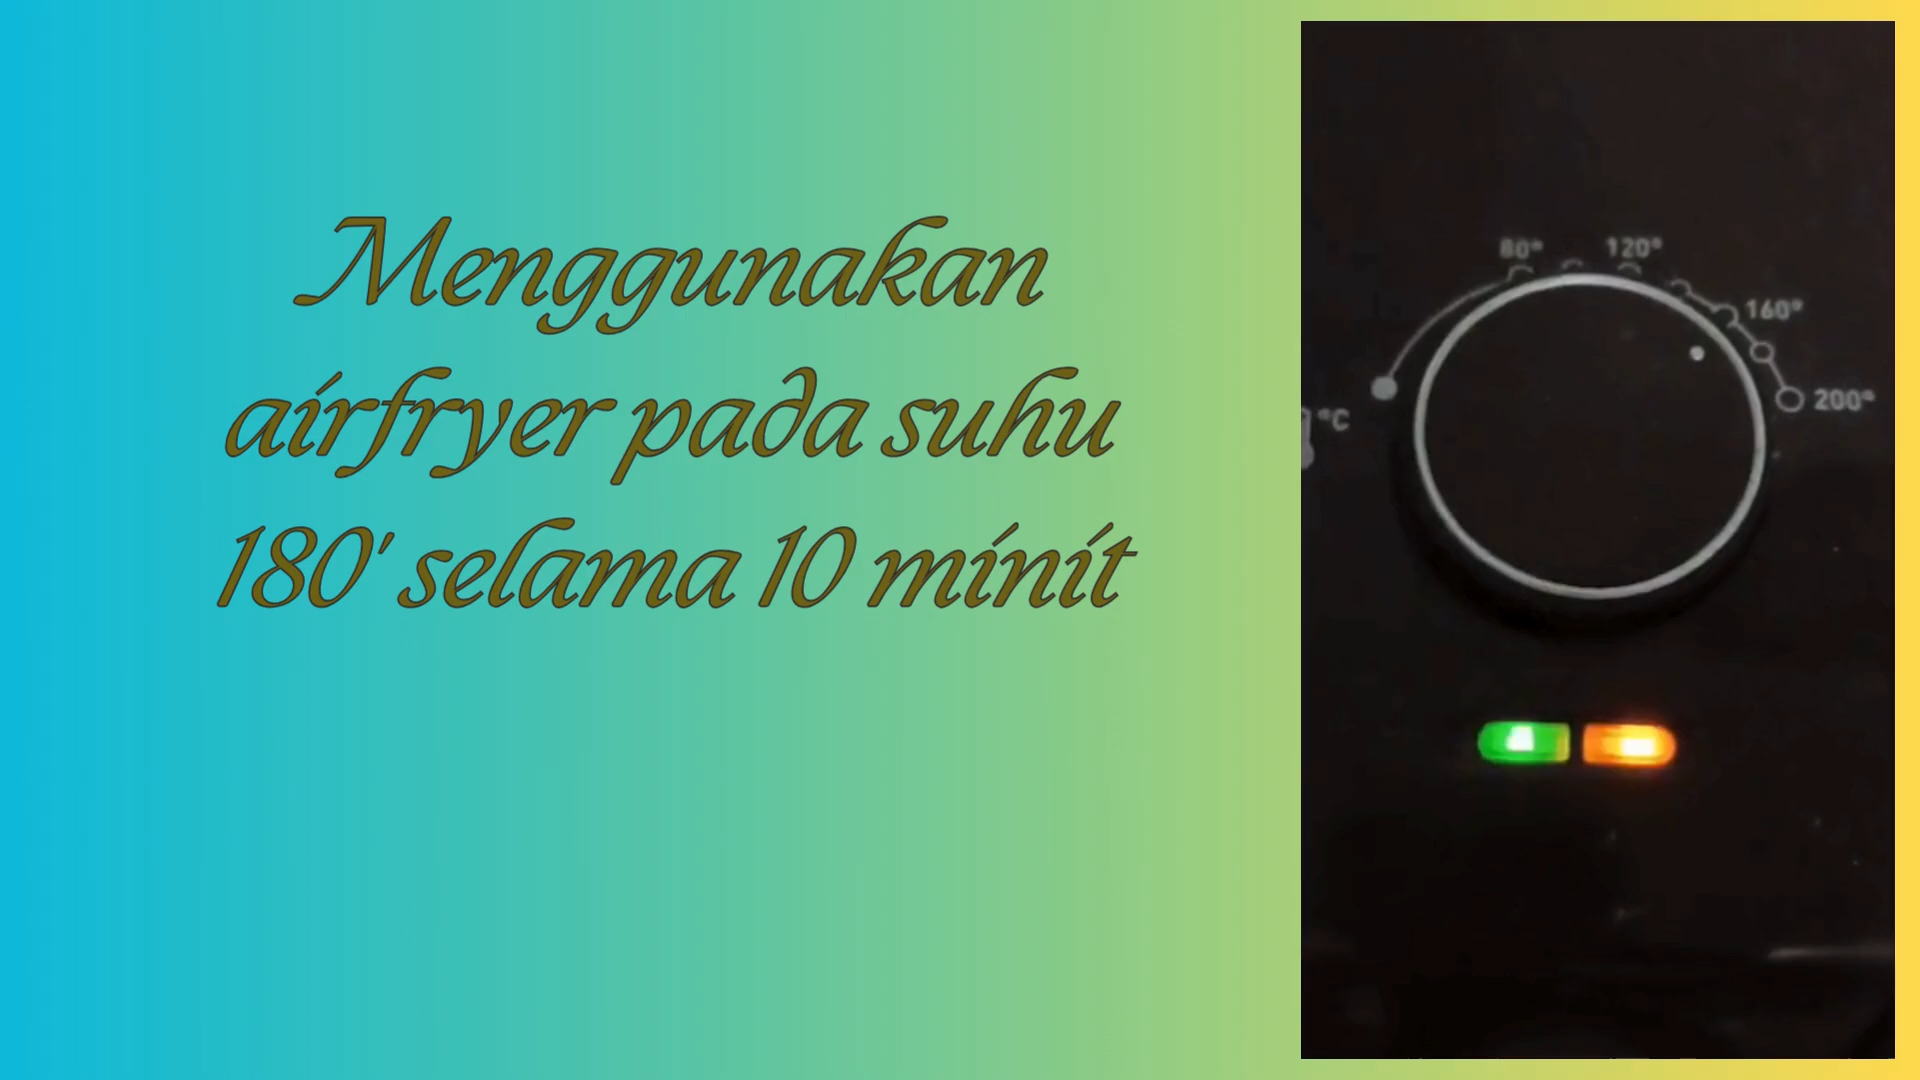 Menggunakan
airfryer pada suhu
180' selama 10 minit
80° 120°
160°
200°
°C